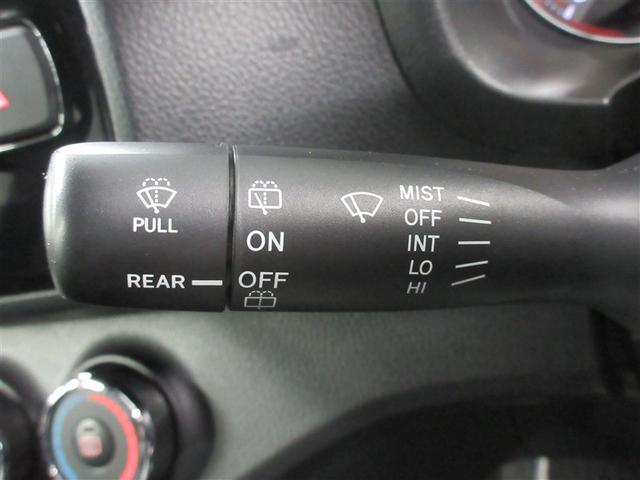 PULL
REAR
ON
OFF
MIST
OFF
INT
LO
HI